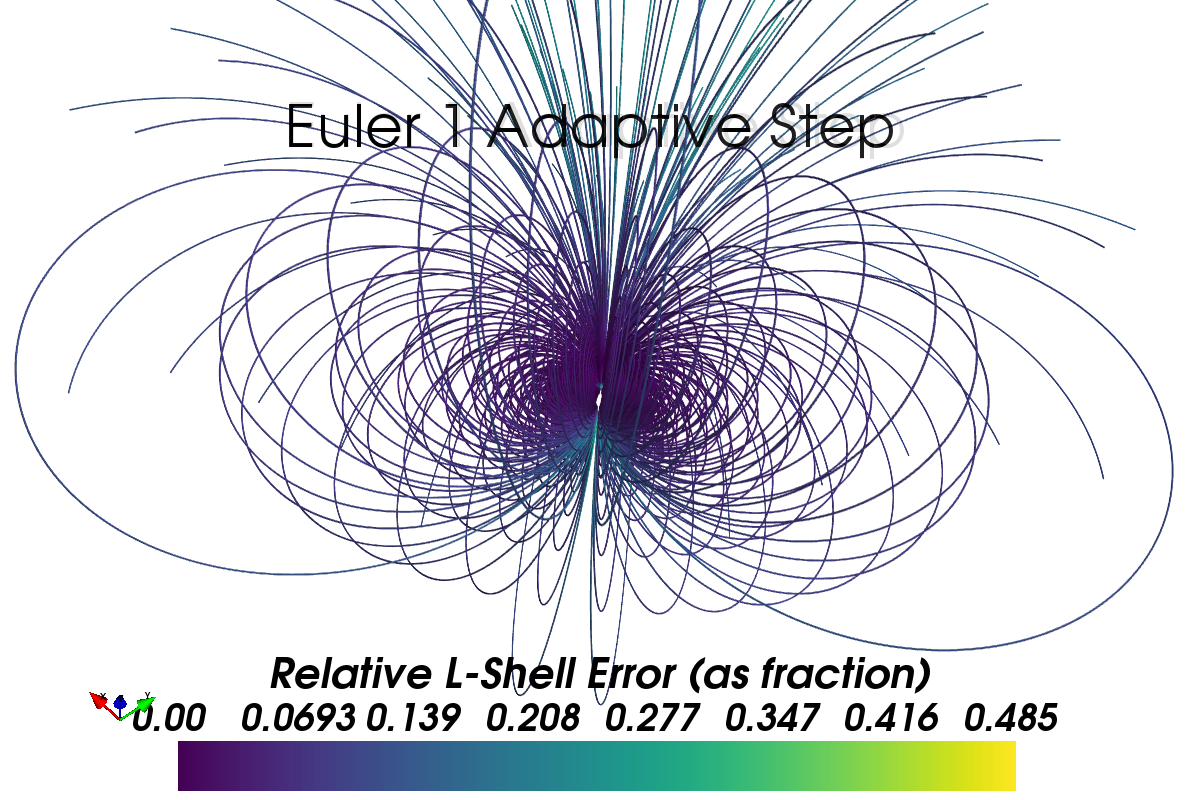 Euler 1 Adaptive Step
Relative L-Shell Error (as fraction)
X Y
0.00 0.0693 0.139 0.208 0.277 0.347 0.416 0.485